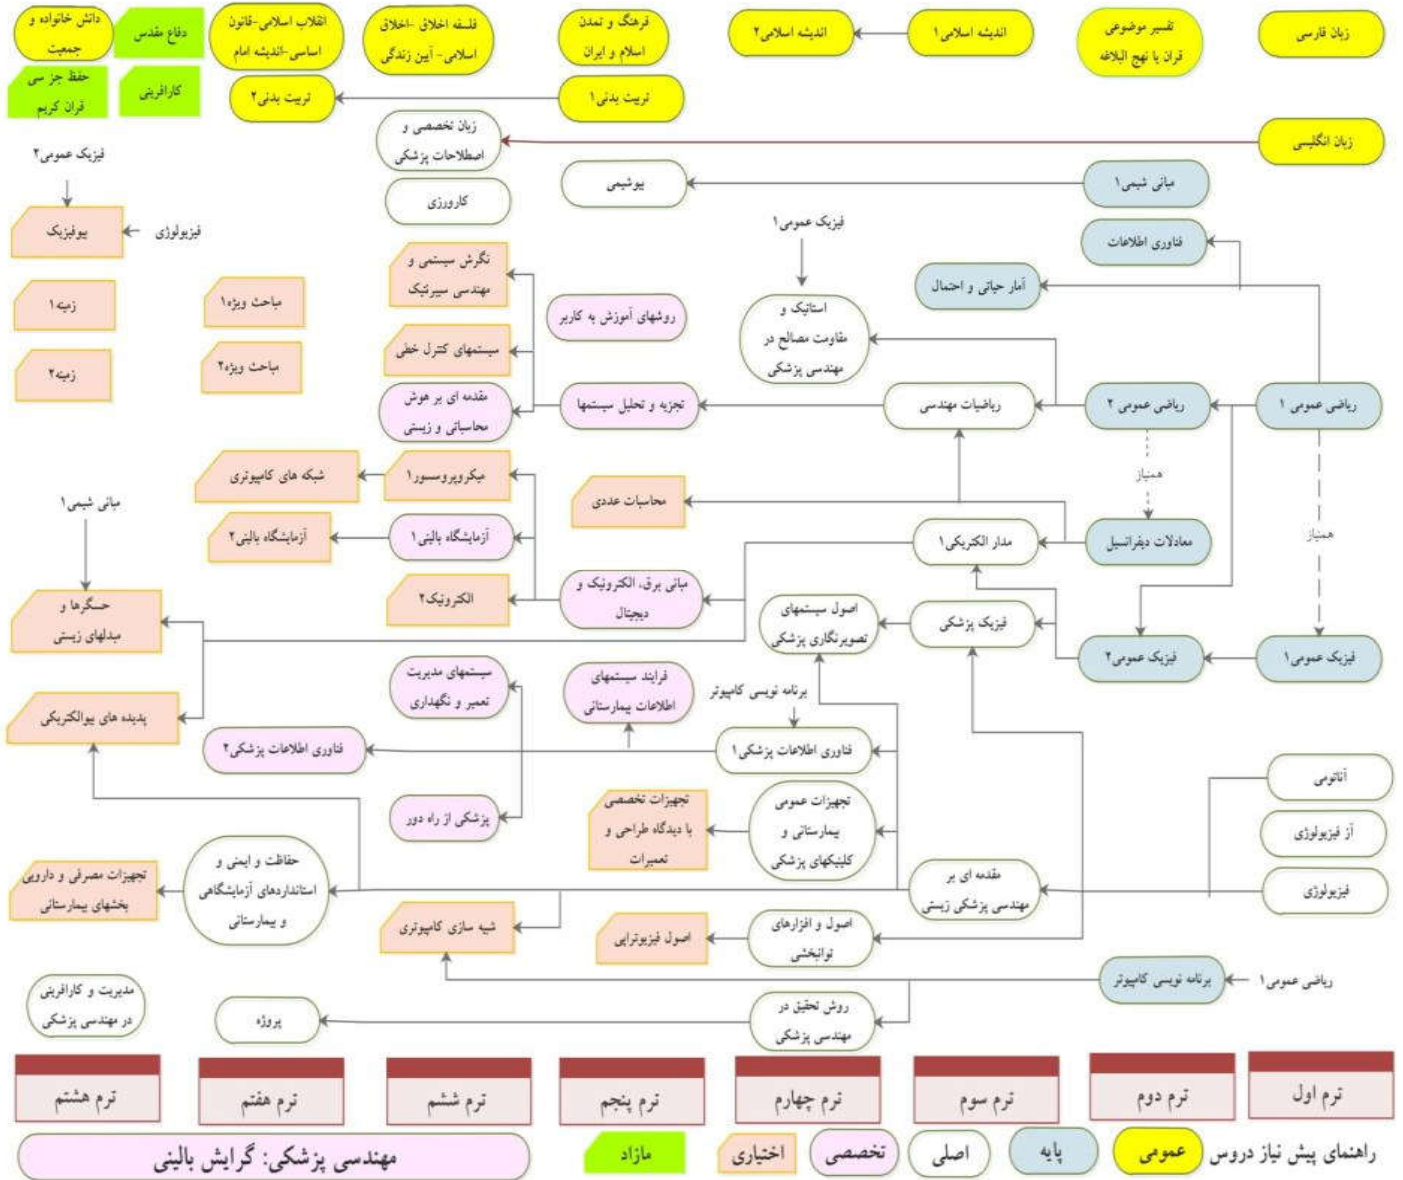 زبان فارسی
تفسیر موضوعی
قران یا نهج البلاغه
اندیشه اسلامی۱
اندیشه اسلامی۲
فرهنگ و تمدن
اسلام و ایران
فلسفه اخلاق -اخلاق
اسلامی- آیین زندگی
انقلاب اسلامی-قانون
اساسی-اندیشه امام
دفاع مقدس
دانش خانواده و
جمعیت
تربیت بدنی۱
تربیت بدنی۲
کارافرینی
حفظ جز سی
قران کریم
زبان انگلیسی
زبان تخصصی و
اصطلاحات پزشکی
فیزیک عمومی۲
مبانی شیمی۱
بیوشیمی
کارورزی
فناوری اطلاعات
فیزیک عمومی۱
فیزیولوژی
بیوفیزیک
آمار حیاتی و احتمال
نگرش سیستمی و
مهندسی سیبرنتیک
مباحث ویژه۱
زمینه۱
استاتیک و
مقاومت مصالح در
مهندسی پزشکی
روشهای آموزش به کاربر
سیستمهای کنترل خطی
مباحث ویژه۲
زمینه۲
ریاضی عمومی ۱
ریاضی عمومی ۲
ریاضیات مهندسی
تجزیه و تحلیل سیستمها
مقدمه ای بر هوش
محاسباتی و زیستی
همنیاز
محاسبات عددی
میکروپروسسور۱
شبکه های کامپیوتری
مبانی شیمی۱
همنیاز
معادلات دیفرانسیل
مدار الکتریکی۱
آزمایشگاه بالینی۱
آزمایشگاه بالینی۲
مبانی برق، الکترونیک و
دیجیتال
الکترونیک۲
حسگرها و
مبدلهای زیستی
فیزیک پزشکی
اصول سیستمهای
تصویرنگاری پزشکی
فیزیک عمومی۱
فیزیک عمومی۲
برنامه نویسی کامپیوتر
فرایند سیستمهای
اطلاعات بیمارستانی
سیستمهای مدیریت
تعمیر و نگهداری
پدیده های بیوالکتریکی
فناوری اطلاعات پزشکی۱
فناوری اطلاعات پزشکی۲
آناتومی
تجهیزات عمومی
بیمارستانی و
کلینیکهای پزشکی
تجهیزات تخصصی
با دیدگاه طراحی و
تعمیرات
پزشکی از راه دور
آز فیزیولوژی
فیزیولوژی
مقدمه ای بر
مهندسی پزشکی زیستی
حفاظت و ایمنی و
استانداردهای آزمایشگاهی
و بیمارستانی
تجهیزات مصرفی و دارویی
بخشهای بیمارستانی
اصول و افزارهای
توانبخشی
اصول فیزیوتراپی
شبیه سازی کامپیوتری
ریاضی عمومی۱
برنامه نویسی کامپیوتر
روش تحقیق در
مهندسی پزشکی
پروژه
مدیریت و کارافرینی
در مهندسی پزشکی
ترم اول
ترم دوم
ترم سوم
ترم چهارم
ترم پنجم
ترم ششم
ترم هفتم
ترم هشتم
راهنمای پیش نیاز دروس
عمومی
پایه
اصلی
تخصصی
اختیاری
مازاد
مهندسی پزشکی: گرایش بالینی